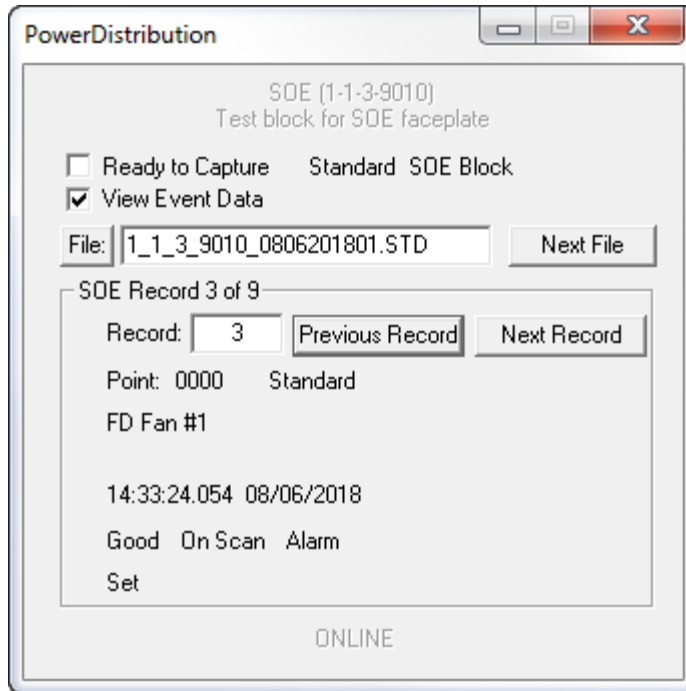 PowerDistribution
SOE (1-1-3-9010)
Test block for SOE faceplate
Ready to Capture Standard SOE Block
View Event Data
File: 1_1_3_9010_0806201801.STD Next File
SOE Record 3 of 9
Record: 3 Previous Record Next Record
Point: 0000 Standard
FD Fan #1
14:33:24.054 08/06/2018
Good On Scan Alarm
Set
ONLINE